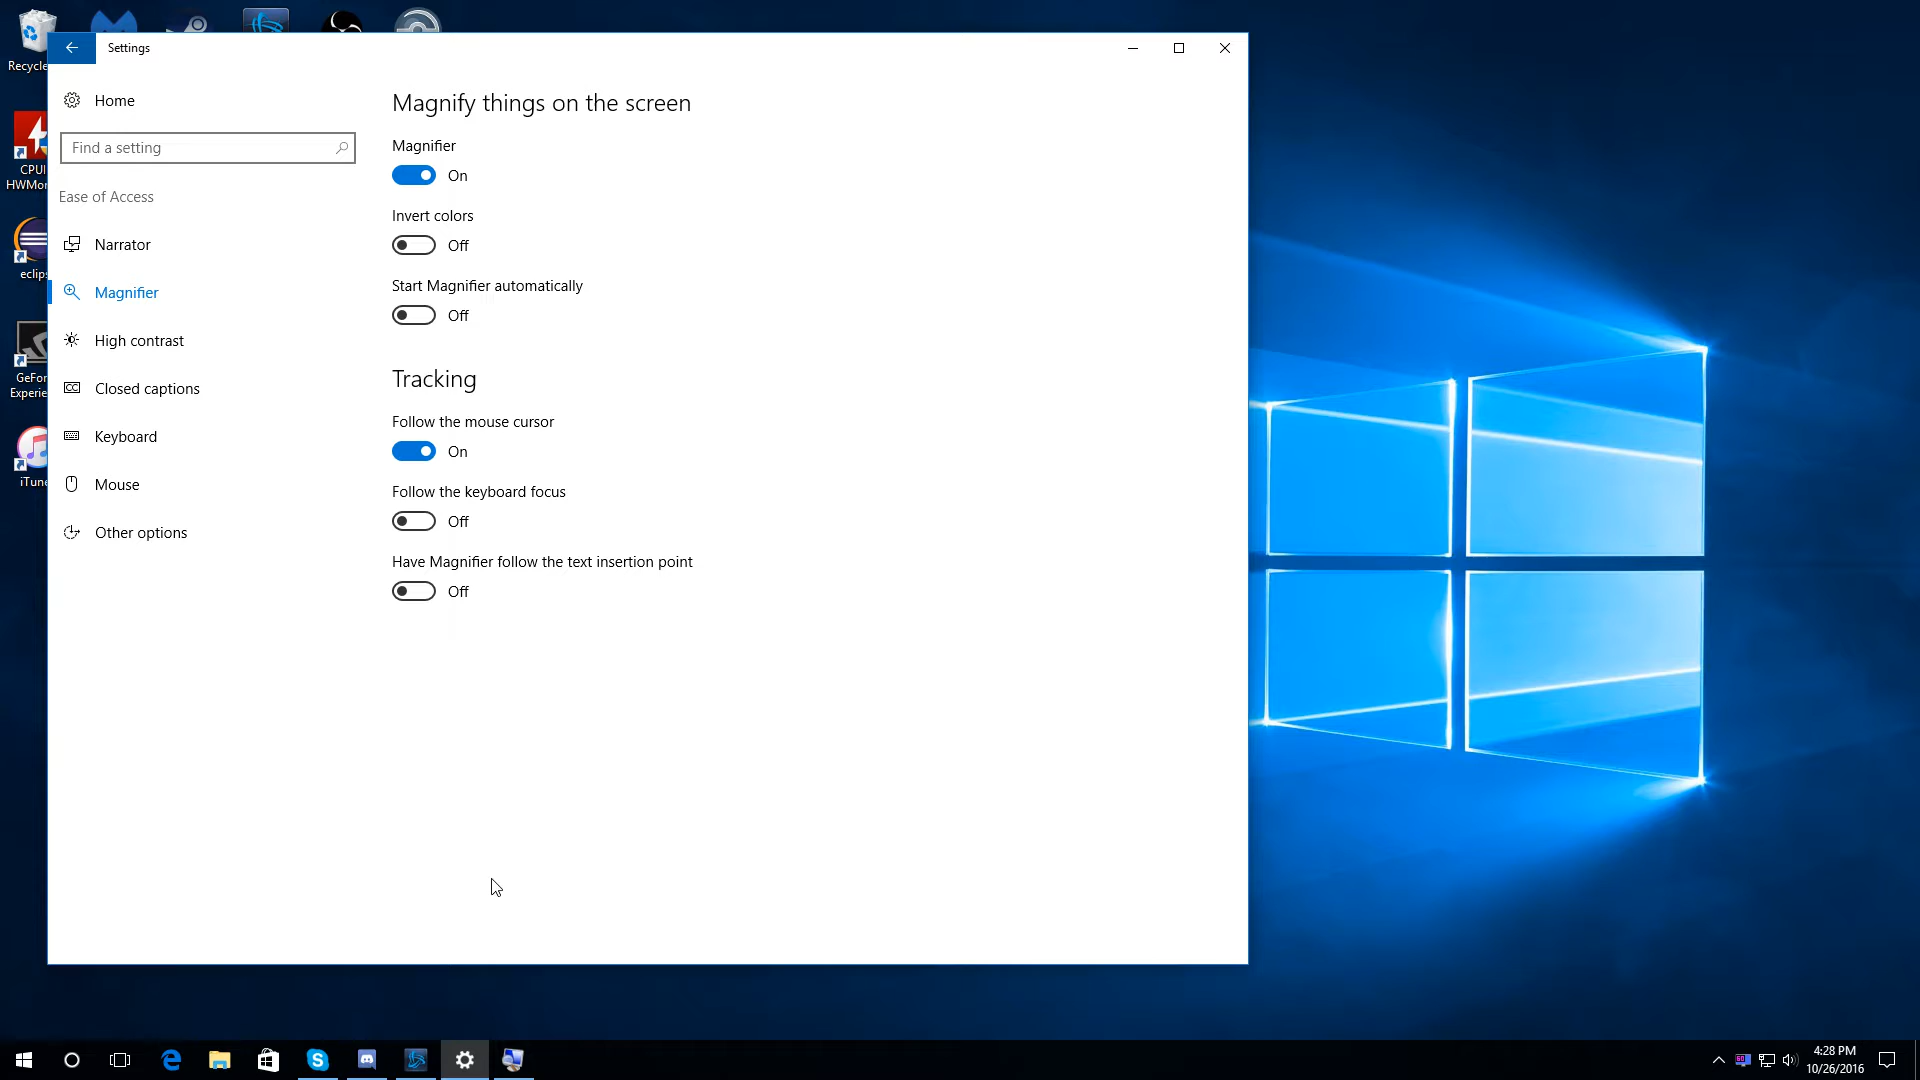 Settings
Home
Find a setting
Ease of Access
Narrator
Magnifier
High contrast
Closed captions
Keyboard
Mouse
Other options
Magnify things on the screen
Magnifier
On
Invert colors
Off
Start Magnifier automatically
Off
Tracking
Follow the mouse cursor
On
Follow the keyboard focus
Off
Have Magnifier follow the text insertion point
Off
Recycle
CPUI
HWMon
eclips
GeFor
Experie
iTune
CC
4:28 PM
10/26/2016